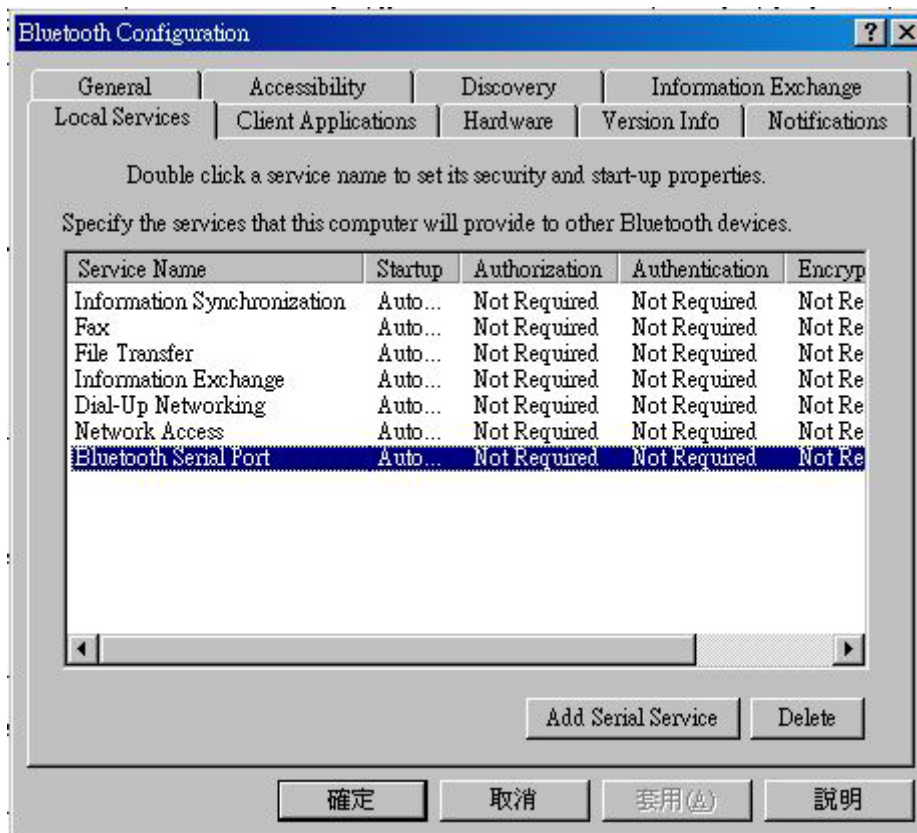 Bluetooth Configuration
General Accessibility Discovery Information Exchange
Local Services Client Applications Hardware Version Info Notifications
Double click a service name to set its security and start-up properties.
Specify the services that this computer will provide to other Bluetooth devices.
Service Name Startup Authorization Authentication Encryp
Information Synchronization Auto... Not Required Not Required Not Re
Fax Auto... Not Required Not Required Not Re
File Transfer Auto... Not Required Not Required Not Re
Information Exchange Auto... Not Required Not Required Not Re
Dial-Up Networking Auto... Not Required Not Required Not Re
Network Access Auto... Not Required Not Required Not Re
Bluetooth Serial Port Auto... Not Required Not Required Not Re
Add Serial Service Delete
確定 取消 套用(A) 說明